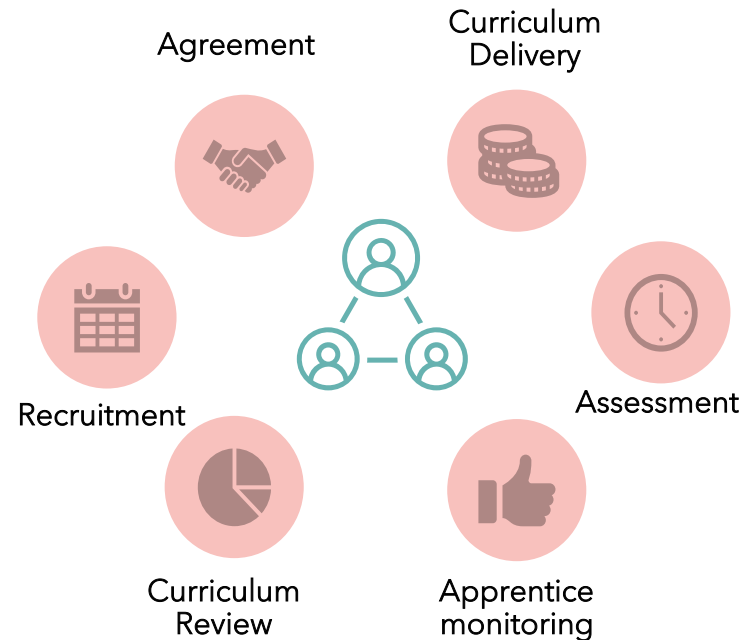 Agreement
Curriculum
Delivery
Recruitment
Assessment
Curriculum
Review
Apprentice
monitoring